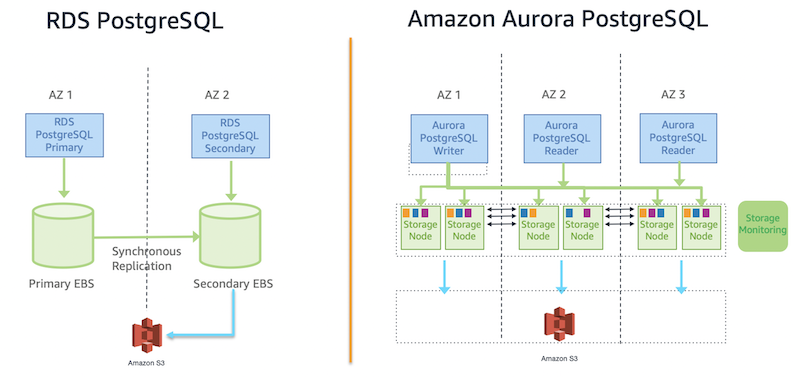 RDS PostgreSQL
AZ 1
AZ 2
RDS
PostgreSQL
Primary
RDS
PostgreSQL
Secondary
Synchronous
Replication
Primary EBS
Secondary EBS
Amazon S3
Amazon Aurora PostgreSQL
AZ 1
AZ 2
AZ 3
Aurora
PostgreSQL
Writer
Aurora
PostgreSQL
Reader
Aurora
PostgreSQL
Reader
Storage
Node
Storage
Node
Storage
Node
Storage
Node
Storage
Node
Storage
Node
Storage
Monitoring
Amazon S3